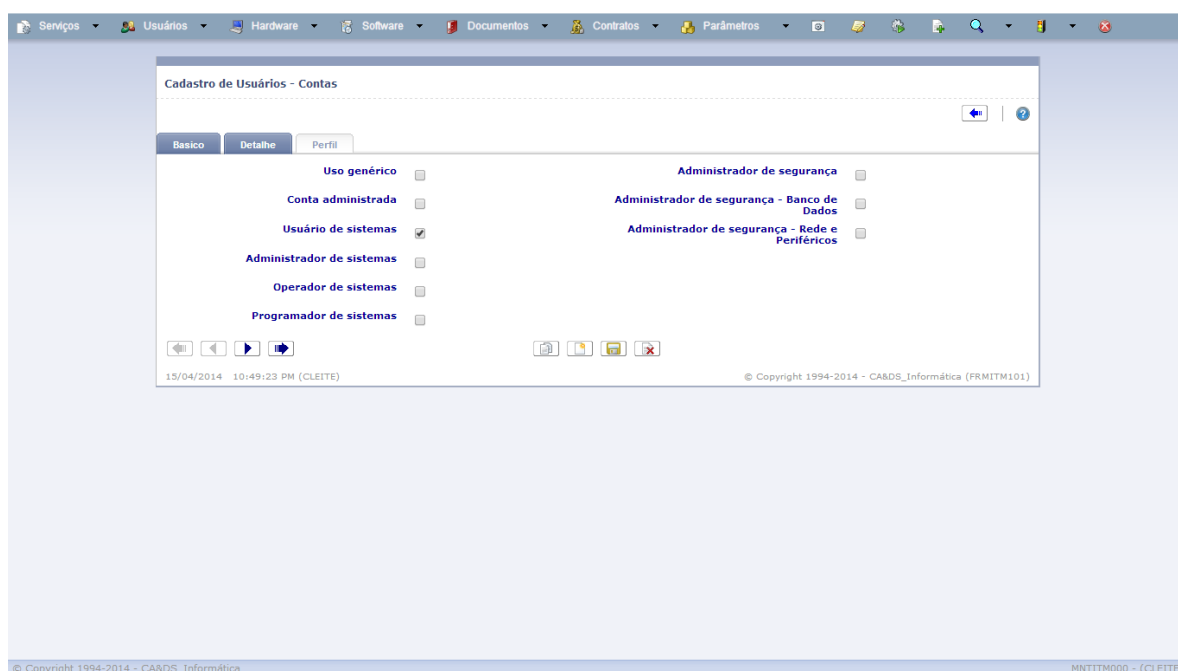 Serviços Usuários Hardware Software Documentos Contratos Parâmetros
Cadastro de Usuários - Contas
Basico Detalhe Perfil
Uso genérico
Conta administrada
Usuário de sistemas
Administrador de sistemas
Operador de sistemas
Programador de sistemas
Administrador de segurança
Administrador de segurança - Banco de
Dados
Administrador de segurança - Rede e
Periféricos
15/04/2014 10:49:23 PM (CLEITE)
© Copyright 1994-2014 - CA&DS_Informática (FRMITM101)
© Copyright 1994-2014 - CA&DS_Informática
MNTITM000 - (CLEITE